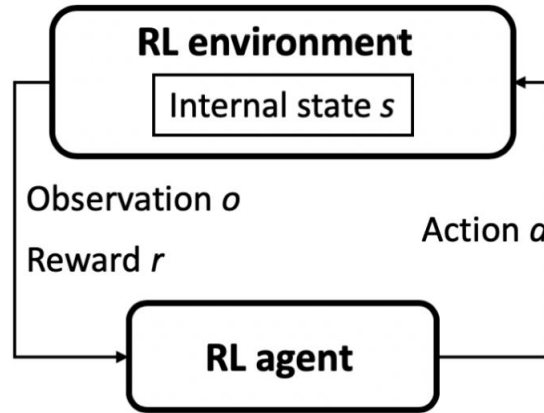 RL environment
Internal state s
Observation o
Reward r
Action a
RL agent